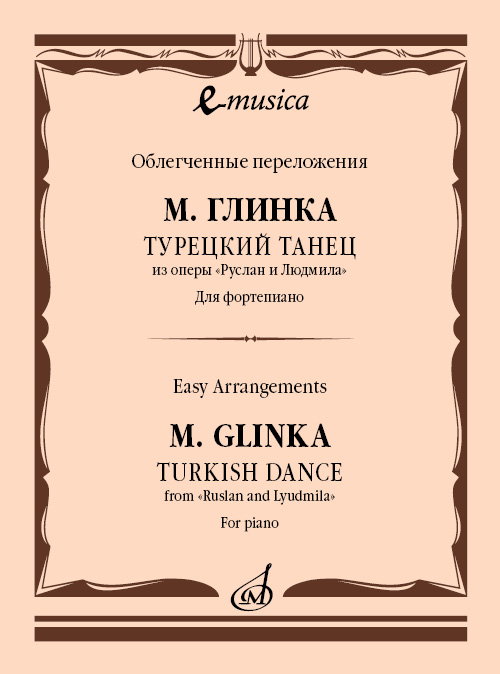 e-musica
Облегченные переложения
М. ГЛИНКА
ТУРЕЦКИЙ ТАНЕЦ
из оперы «Руслан и Людмила»
Для фортепиано
Easy Arrangements
M. GLINKA
TURKISH DANCE
from «Ruslan and Lyudmila»
For piano
М